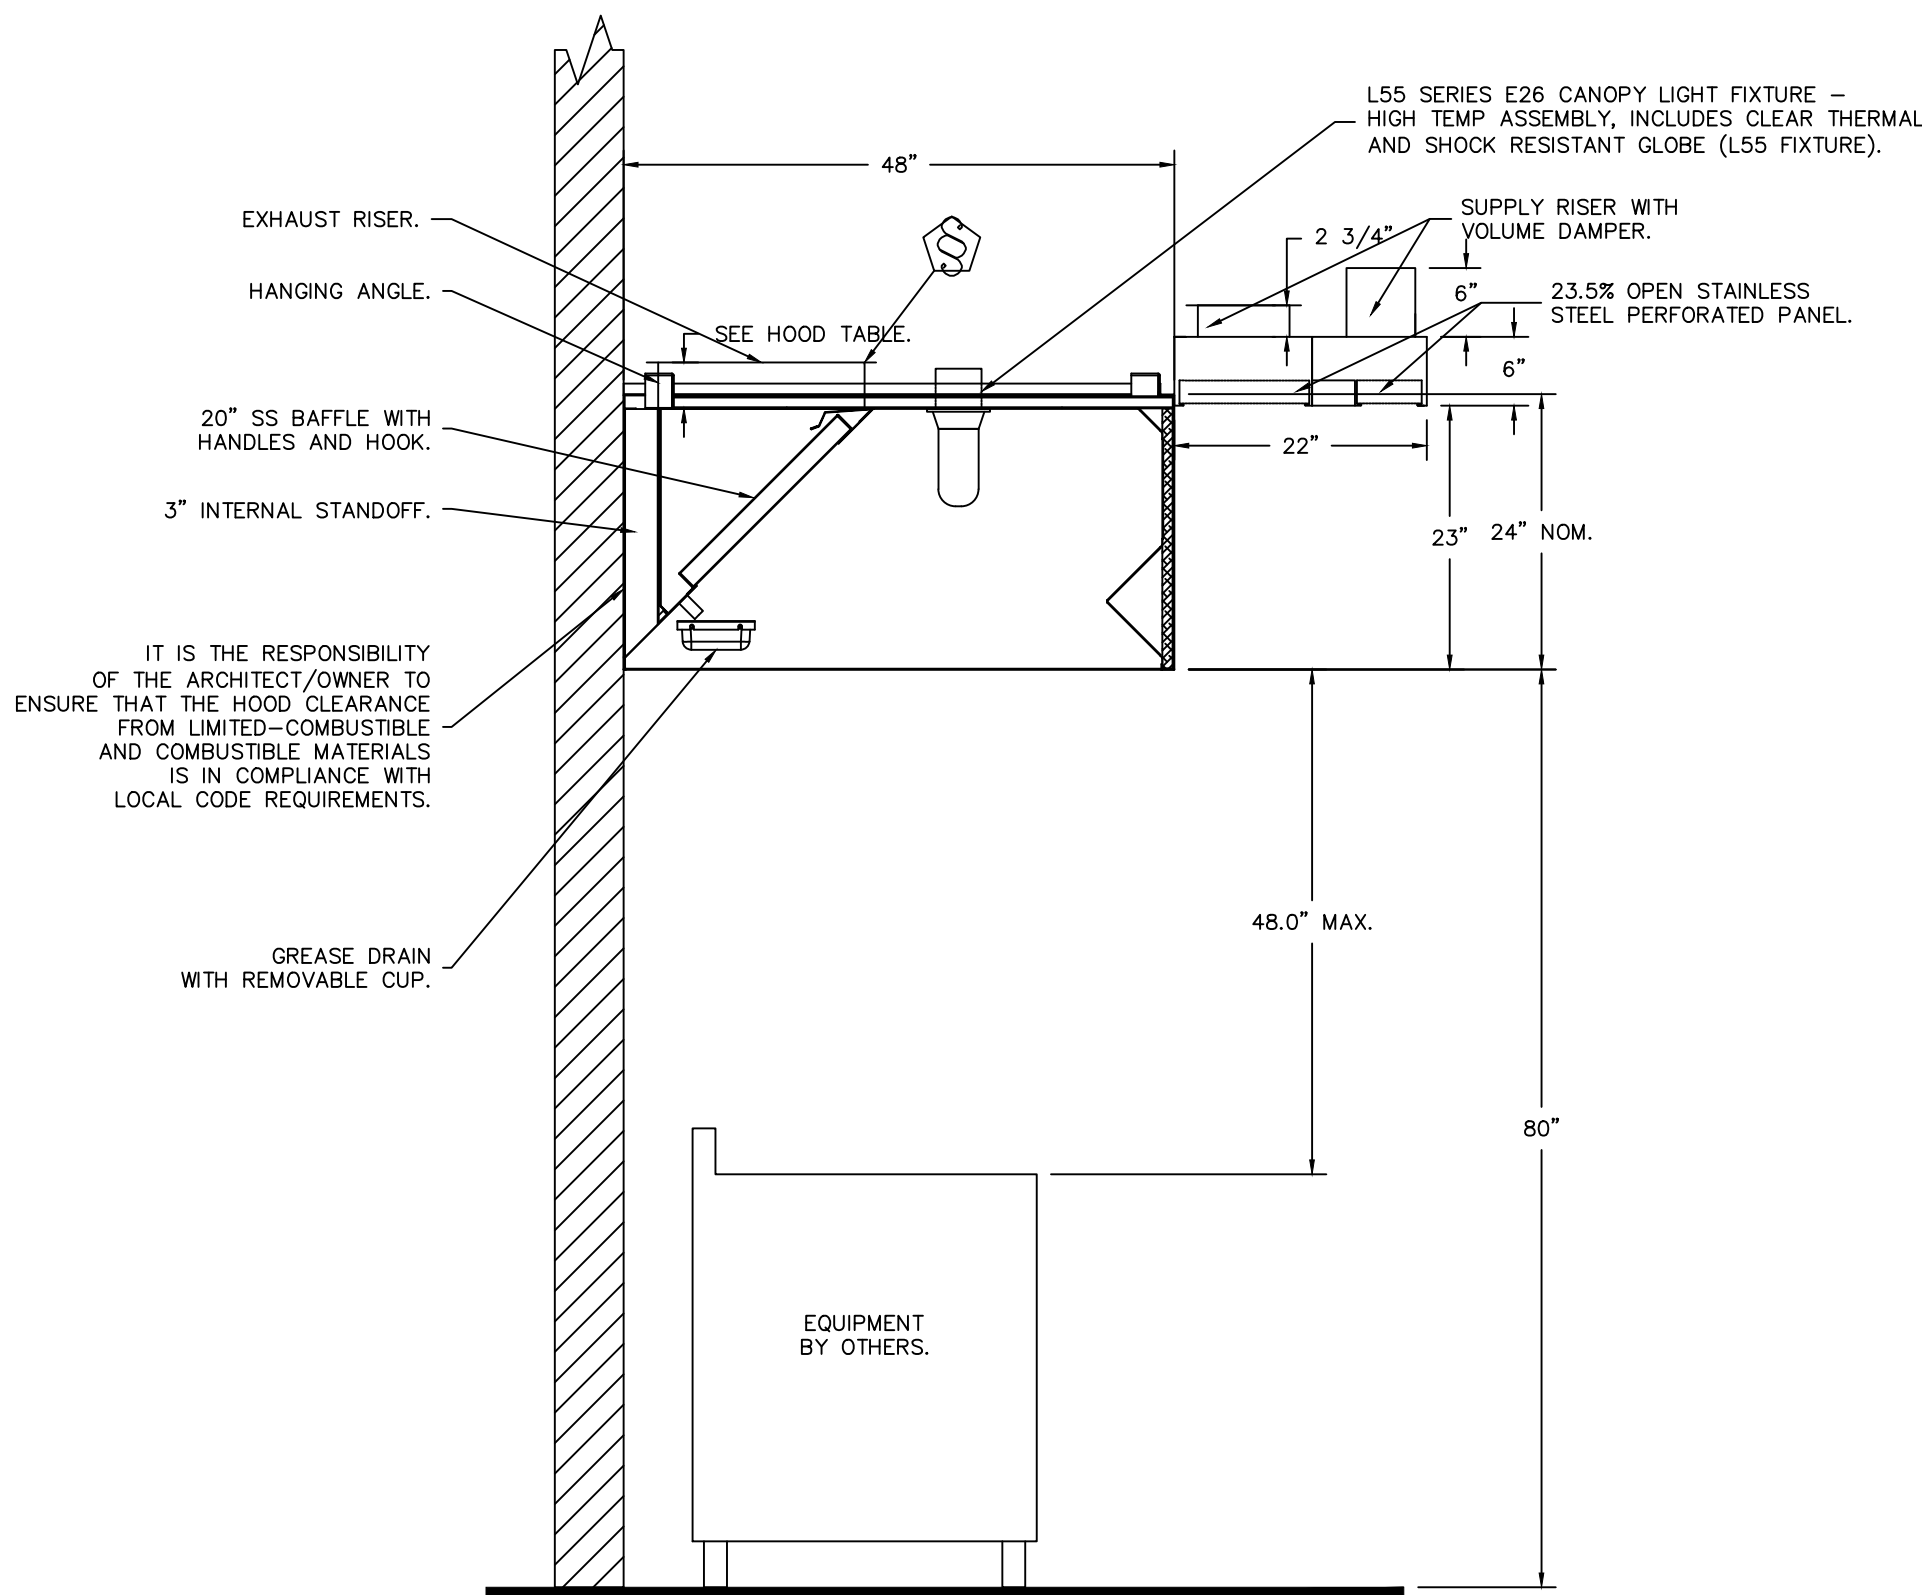 L55 SERIES E26 CANOPY LIGHT FIXTURE –
HIGH TEMP ASSEMBLY, INCLUDES CLEAR THERMAL
AND SHOCK RESISTANT GLOBE (L55 FIXTURE).
48"
EXHAUST RISER.
SUPPLY RISER WITH
VOLUME DAMPER.
2 3/4"
HANGING ANGLE.
6"
23.5% OPEN STAINLESS
STEEL PERFORATED PANEL.
SEE HOOD TABLE.
6"
20" SS BAFFLE WITH
HANDLES AND HOOK.
22"
3" INTERNAL STANDOFF.
23"
24" NOM.
IT IS THE RESPONSIBILITY
OF THE ARCHITECT/OWNER TO
ENSURE THAT THE HOOD CLEARANCE
FROM LIMITED–COMBUSTIBLE
AND COMBUSTIBLE MATERIALS
IS IN COMPLIANCE WITH
LOCAL CODE REQUIREMENTS.
48.0" MAX.
GREASE DRAIN
WITH REMOVABLE CUP.
80"
EQUIPMENT
BY OTHERS.